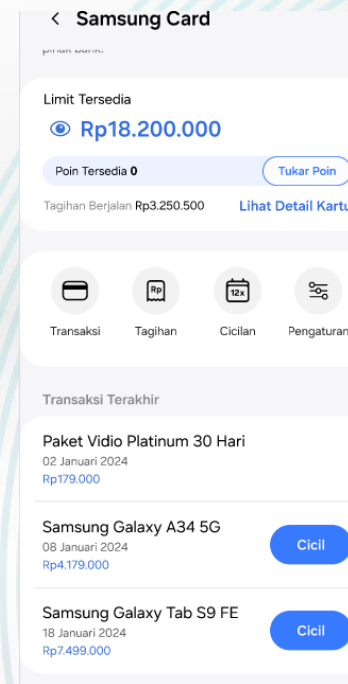 Samsung Card
pihak bank.
Limit Tersedia
Rp18.200.000
Poin Tersedia 0
Tukar Poin
Tagihan Berjalan Rp3.250.500
Lihat Detail Kartu
Rp
12x
Transaksi
Tagihan
Cicilan
Pengaturan
Transaksi Terakhir
Paket Vidio Platinum 30 Hari
02 Januari 2024
Rp179.000
Samsung Galaxy A34 5G
08 Januari 2024
Rp4.179.000
Cicil
Samsung Galaxy Tab S9 FE
18 Januari 2024
Rp7.499.000
Cicil